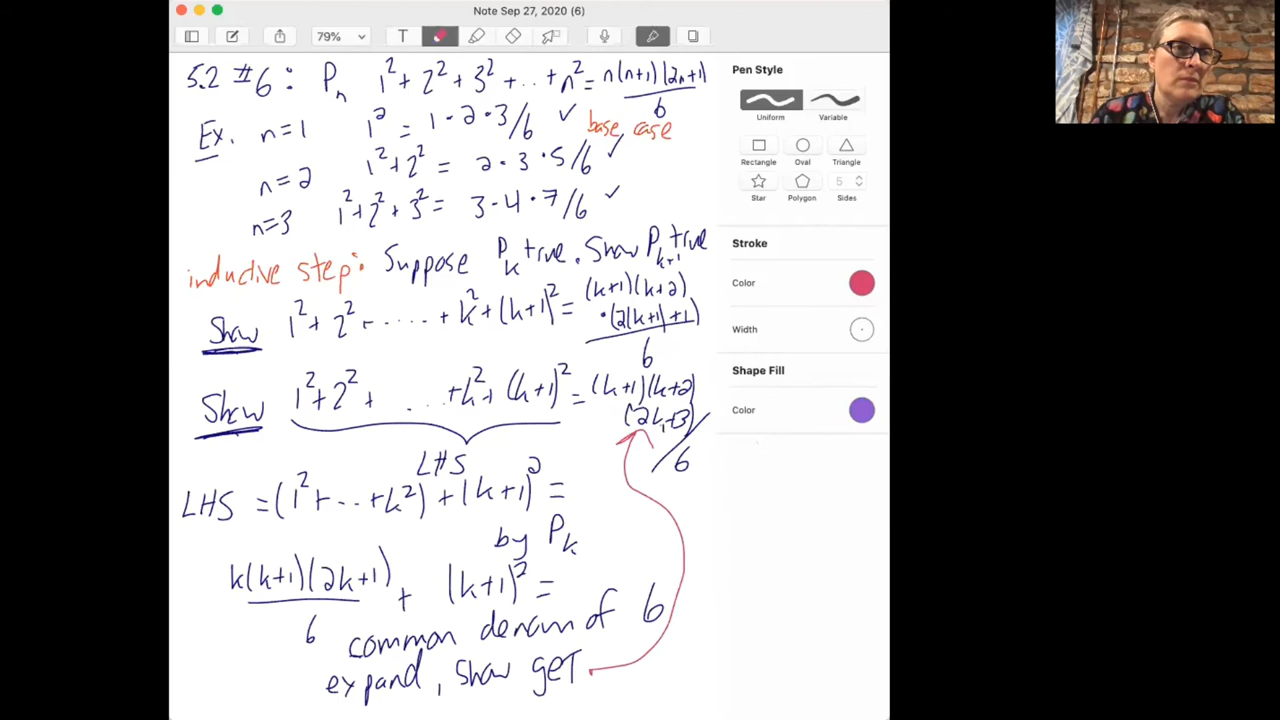 Note Sep 27, 2020 (6)
79%
T
5.2 #6: Pn 1² + 2² + 3² + ... + n² = n(n+1)(2n+1)/6
Ex. n=1 1² = 1·2·3/6 ✓ base case
n=2 1²+2² = 2·3·5/6 ✓
n=3 1²+2²+3² = 3·4·7/6 ✓
inductive step: Suppose Pk true. Show Pk+1 true
Show 1²+2²+.....+k²+(k+1)² = (k+1)(k+2)
·(2(k+1)+1)
6
Show 1²+2²+ ....+k²+(k+1)² = (k+1)(k+2)
(2k+3)
/6
LHS
LHS = (1²+...+k²)+(k+1)² =
by Pk
k(k+1)(2k+1)/6 + (k+1)² =
common denom of 6
expand, show get
Pen Style
Uniform Variable
Rectangle Oval Triangle
5
Star Polygon Sides
Stroke
Color
Width
Shape Fill
Color